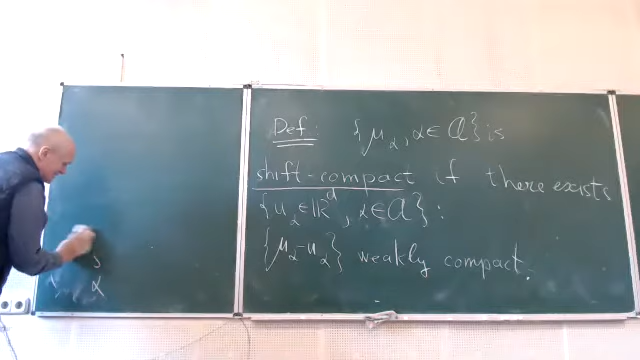 Def: {μ_α, α ∈ 𝒜} is
shift-compact if there exists
{u_α ∈ ℝ^d, α ∈ 𝒜}:
{μ_α - u_α} weakly compact.
α